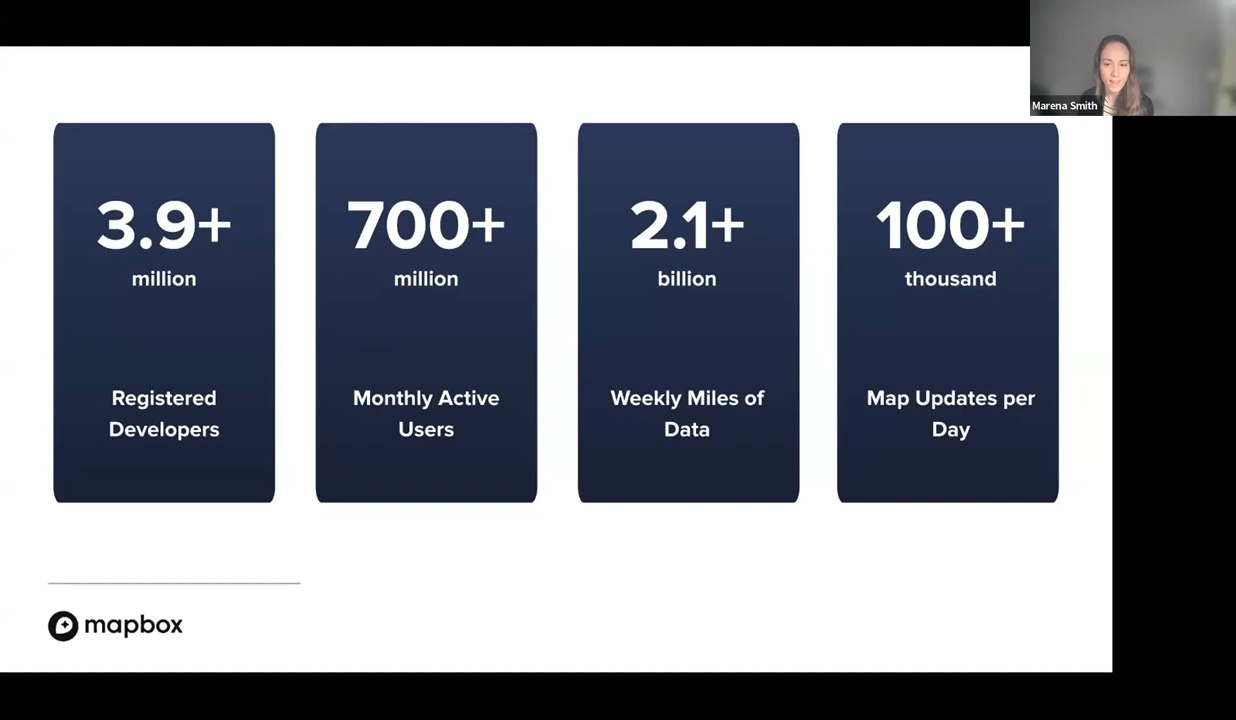 Marena Smith
3.9+
million
Registered
Developers
700+
million
Monthly Active
Users
2.1+
billion
Weekly Miles of
Data
100+
thousand
Map Updates per
Day
mapbox